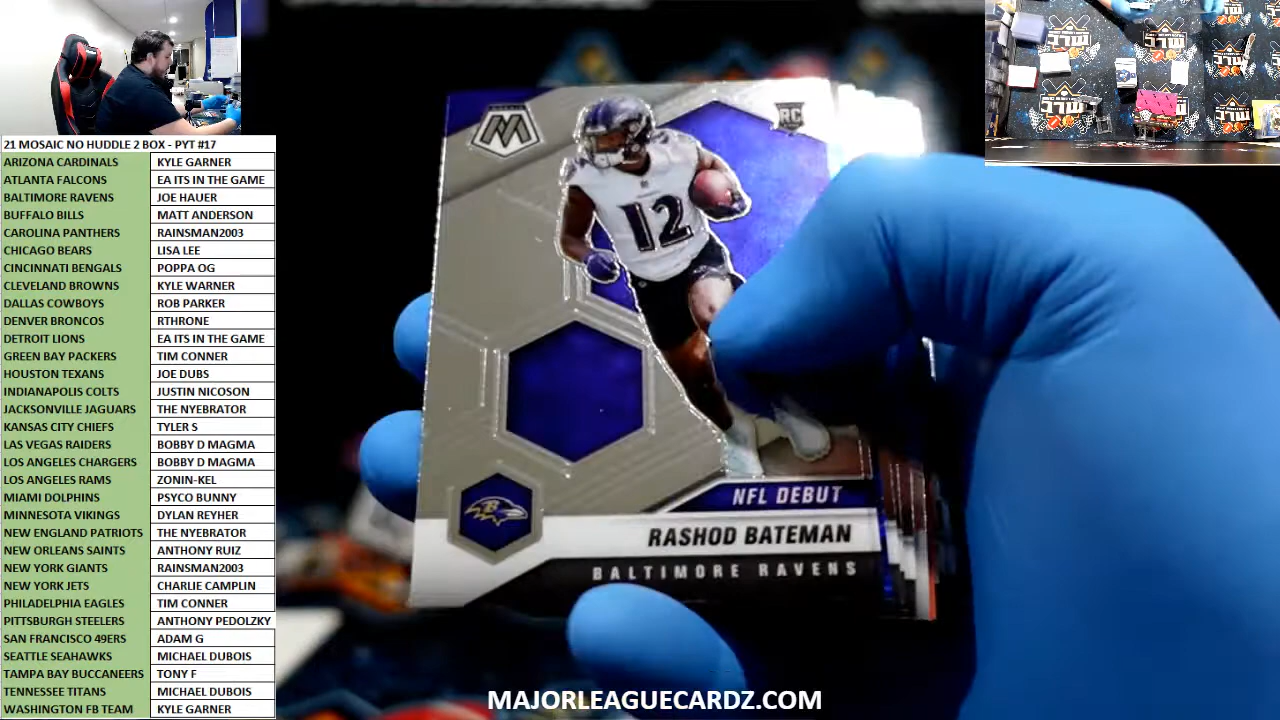 21 MOSAIC NO HUDDLE 2 BOX - PYT #17
ARIZONA CARDINALS KYLE GARNER
ATLANTA FALCONS EA ITS IN THE GAME
BALTIMORE RAVENS JOE HAUER
BUFFALO BILLS MATT ANDERSON
CAROLINA PANTHERS RAINSMAN2003
CHICAGO BEARS LISA LEE
CINCINNATI BENGALS POPPA OG
CLEVELAND BROWNS KYLE WARNER
DALLAS COWBOYS ROB PARKER
DENVER BRONCOS RTHRONE
DETROIT LIONS EA ITS IN THE GAME
GREEN BAY PACKERS TIM CONNER
HOUSTON TEXANS JOE DUBS
INDIANAPOLIS COLTS JUSTIN NICOSON
JACKSONVILLE JAGUARS THE NYEBRATOR
KANSAS CITY CHIEFS TYLER S
LAS VEGAS RAIDERS BOBBY D MAGMA
LOS ANGELES CHARGERS BOBBY D MAGMA
LOS ANGELES RAMS ZONIN-KEL
MIAMI DOLPHINS PSYCO BUNNY
MINNESOTA VIKINGS DYLAN REYHER
NEW ENGLAND PATRIOTS THE NYEBRATOR
NEW ORLEANS SAINTS ANTHONY RUIZ
NEW YORK GIANTS RAINSMAN2003
NEW YORK JETS CHARLIE CAMPLIN
PHILADELPHIA EAGLES TIM CONNER
PITTSBURGH STEELERS ANTHONY PEDOLZKY
SAN FRANCISCO 49ERS ADAM G
SEATTLE SEAHAWKS MICHAEL DUBOIS
TAMPA BAY BUCCANEERS TONY F
TENNESSEE TITANS MICHAEL DUBOIS
WASHINGTON FB TEAM KYLE GARNER
M
RC
12
B
NFL DEBUT
RASHOD BATEMAN
BALTIMORE RAVENS
MAJORLEAGUECARDZ.COM